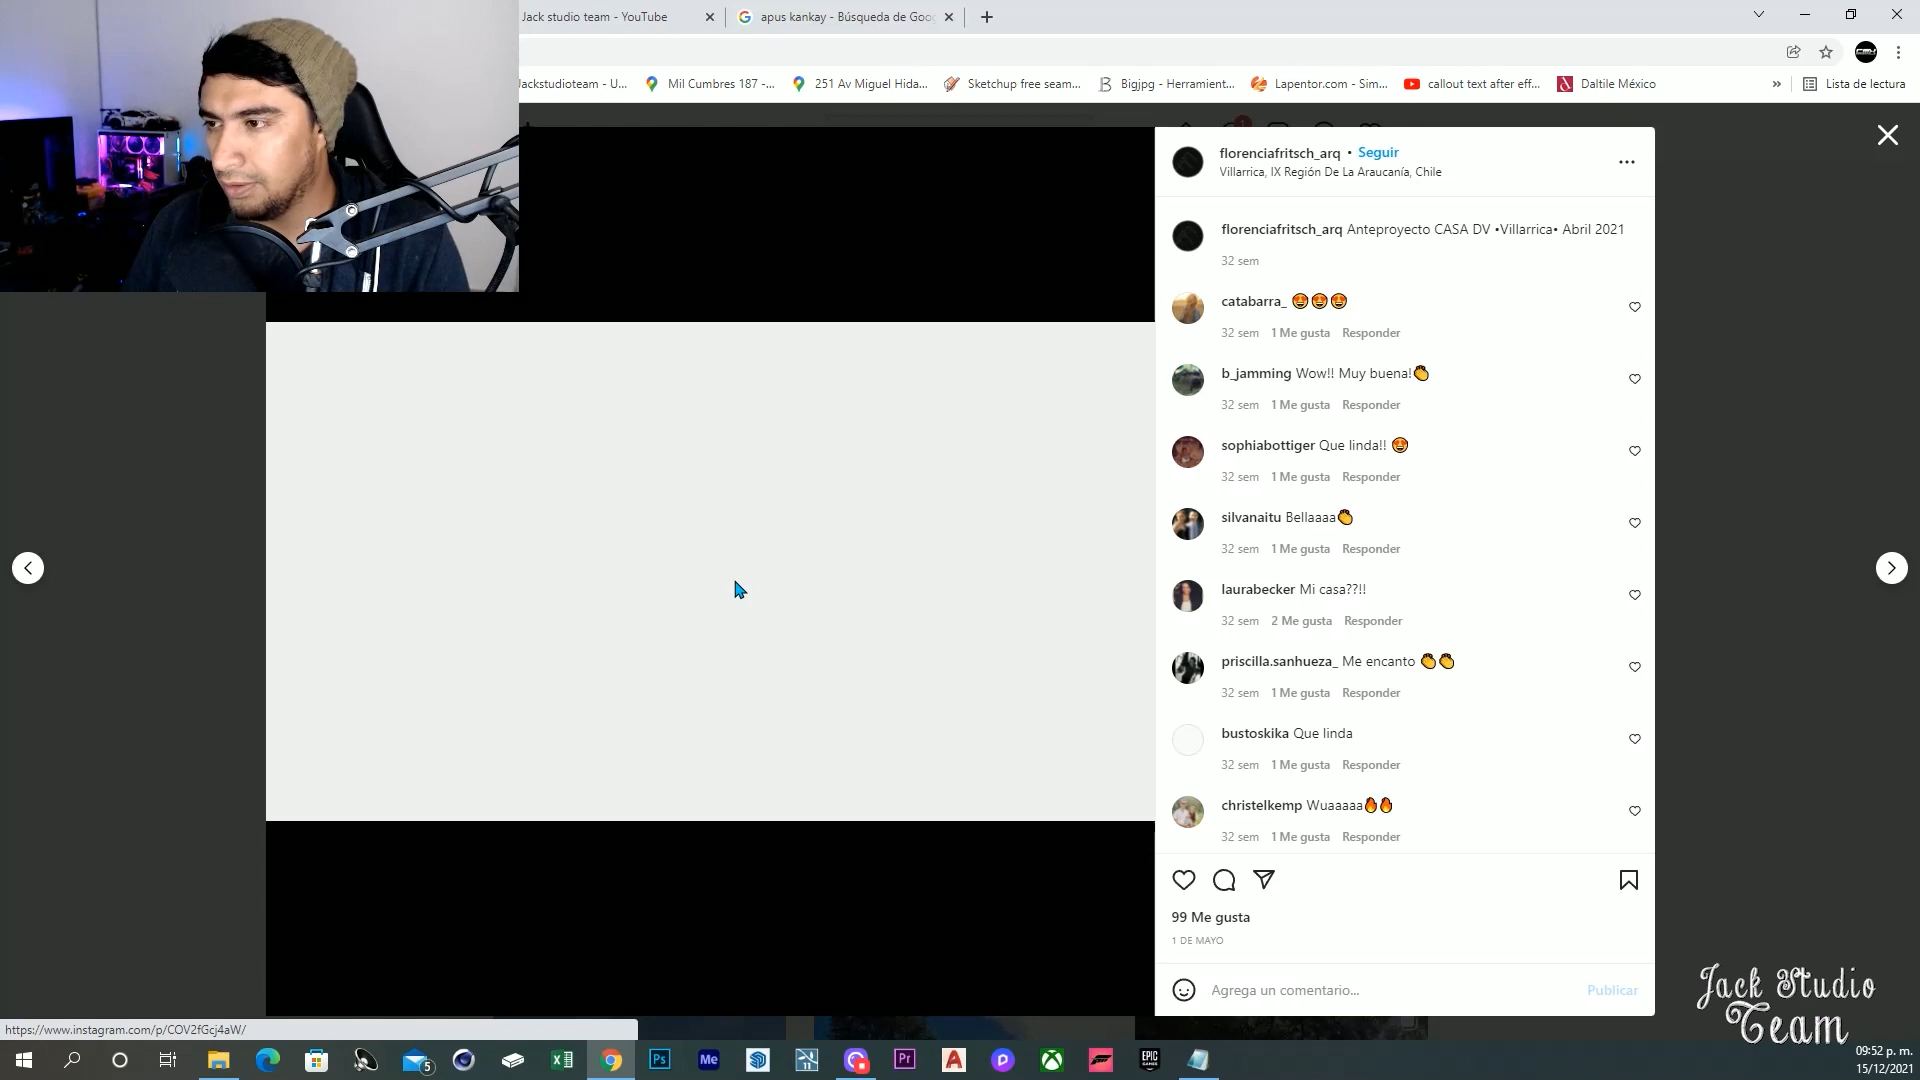 Jack studio team - YouTube
apus kankay - Búsqueda de Goo
Jackstudioteam - U...
Mil Cumbres 187 -...
251 Av Miguel Hida...
Sketchup free seam...
Bigjpg - Herramient...
Lapentor.com - Sim...
callout text after eff...
Daltile México
»
Lista de lectura
florenciafritsch_arq • Seguir
Villarrica, IX Región De La Araucanía, Chile
florenciafritsch_arq Anteproyecto CASA DV •Villarrica• Abril 2021
32 sem
catabarra_ 😍😍😍
32 sem 1 Me gusta Responder
b_jamming Wow!! Muy buena!👏
32 sem 1 Me gusta Responder
sophiabottiger Que linda!! 😍
32 sem 1 Me gusta Responder
silvanaitu Bellaaaa👏
32 sem 1 Me gusta Responder
laurabecker Mi casa??!!
32 sem 2 Me gusta Responder
priscilla.sanhueza_ Me encanto 👏👏
32 sem 1 Me gusta Responder
bustoskika Que linda
32 sem 1 Me gusta Responder
christelkemp Wuaaaaa🔥🔥
32 sem 1 Me gusta Responder
99 Me gusta
1 DE MAYO
Agrega un comentario...
Publicar
Jack Studio
Team
https://www.instagram.com/p/COV2fGcj4aW/
5
Ps
Me
11
Pr
A
EPIC
GAMES
09:52 p. m.
15/12/2021